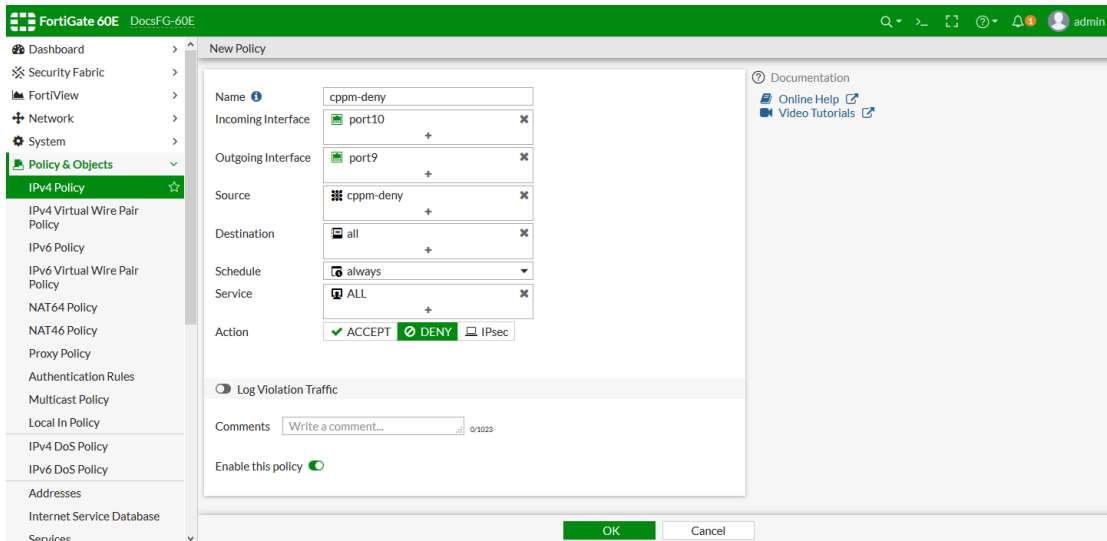 FortiGate 60E DocsFG-60E
1
admin
Dashboard
Security Fabric
FortiView
Network
System
Policy & Objects
IPv4 Policy
IPv4 Virtual Wire Pair
Policy
IPv6 Policy
IPv6 Virtual Wire Pair
Policy
NAT64 Policy
NAT46 Policy
Proxy Policy
Authentication Rules
Multicast Policy
Local In Policy
IPv4 DoS Policy
IPv6 DoS Policy
Addresses
Internet Service Database
Services
New Policy
Name cppm-deny
Incoming Interface port10
+
Outgoing Interface port9
+
Source cppm-deny
+
Destination all
+
Schedule always
Service ALL
+
Action ACCEPT DENY IPsec
Log Violation Traffic
Comments Write a comment... 0/1023
Enable this policy
Documentation
Online Help
Video Tutorials
OK Cancel